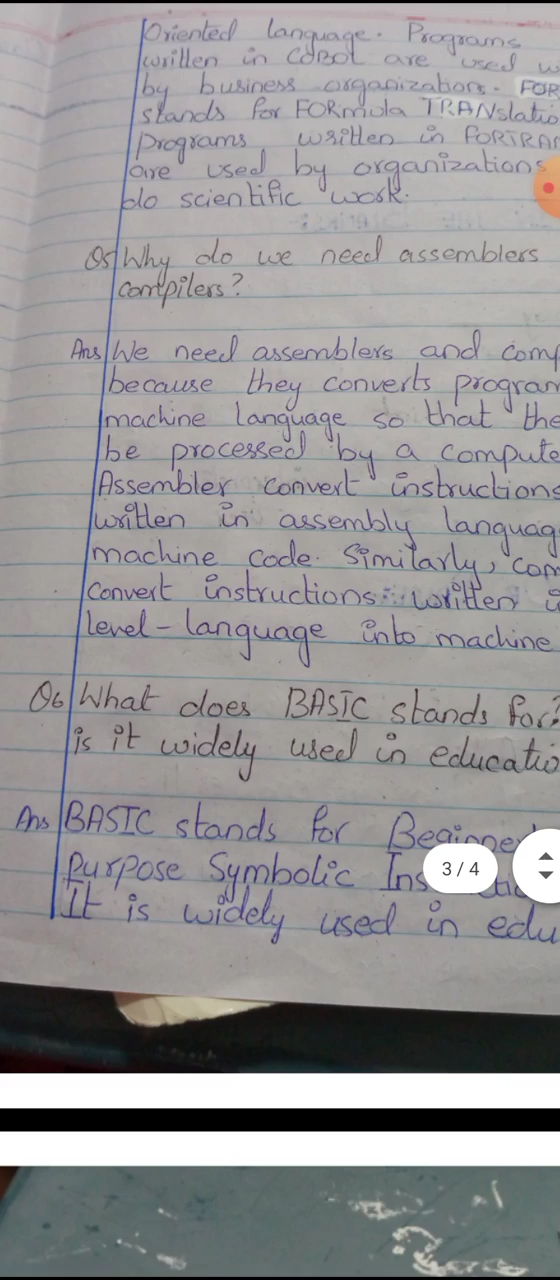 Oriented language. Programs
written in COBOL are used w
by business organizations. FOR
stands for FORmula TRANslatio
Programs written in FORTRAN
are used by organizations
do scientific work.
Q5 Why do we need assemblers
compilers?
Ans We need assemblers and comp
because they converts program
machine language so that the
be processed by a compute
Assembler convert instructions
written in assembly languag
machine code. Similarly, com
convert instructions written i
level-language into machine
Q6 What does BASIC stands for?
is it widely used in educatio
Ans BASIC stands for Beginner
Purpose Symbolic Ins
3/4
It is widely used in edu